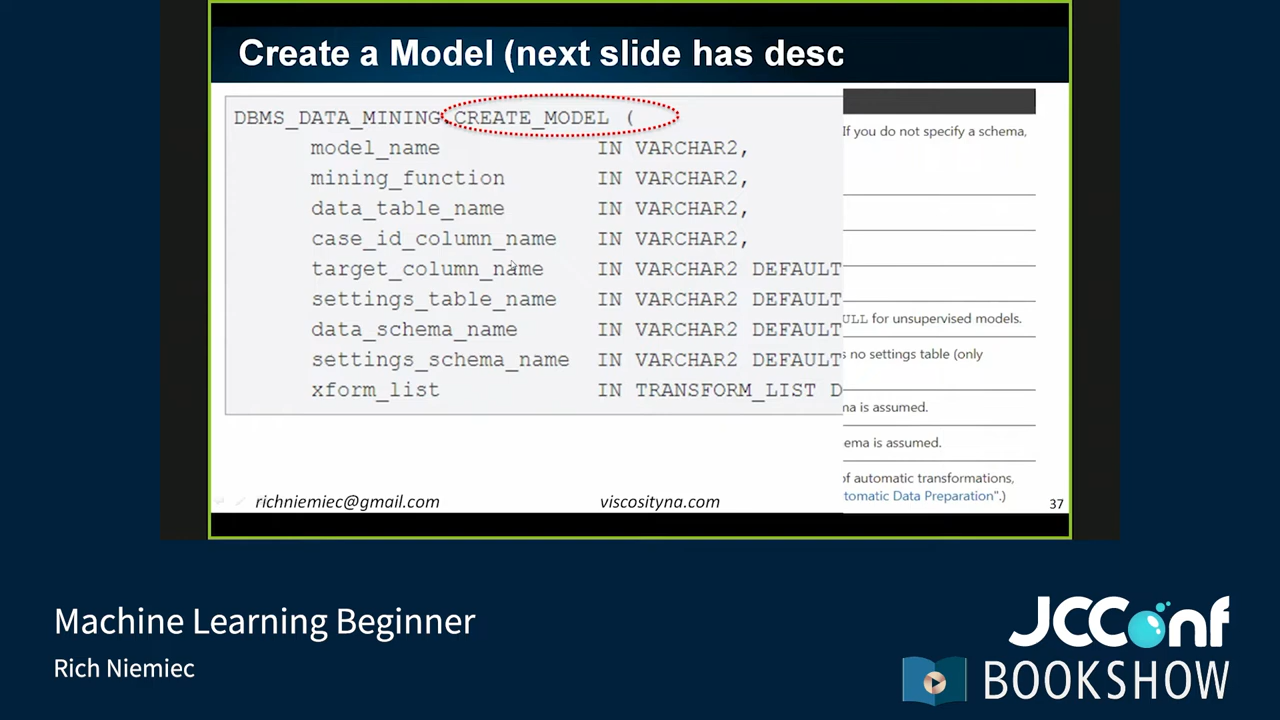 Create a Model (next slide has desc
DBMS_DATA_MINING.CREATE_MODEL (
model_name IN VARCHAR2,
mining_function IN VARCHAR2,
data_table_name IN VARCHAR2,
case_id_column_name IN VARCHAR2,
target_column_name IN VARCHAR2 DEFAULT
settings_table_name IN VARCHAR2 DEFAULT
data_schema_name IN VARCHAR2 DEFAULT
settings_schema_name IN VARCHAR2 DEFAULT
xform_list IN TRANSFORM_LIST D
If you do not specify a schema,
ULL for unsupervised models.
s no settings table (only
ma is assumed.
ema is assumed.
of automatic transformations,
tomatic Data Preparation".)
richniemiec@gmail.com viscosityna.com 37
Machine Learning Beginner
Rich Niemiec
JCConf
BOOKSHOW